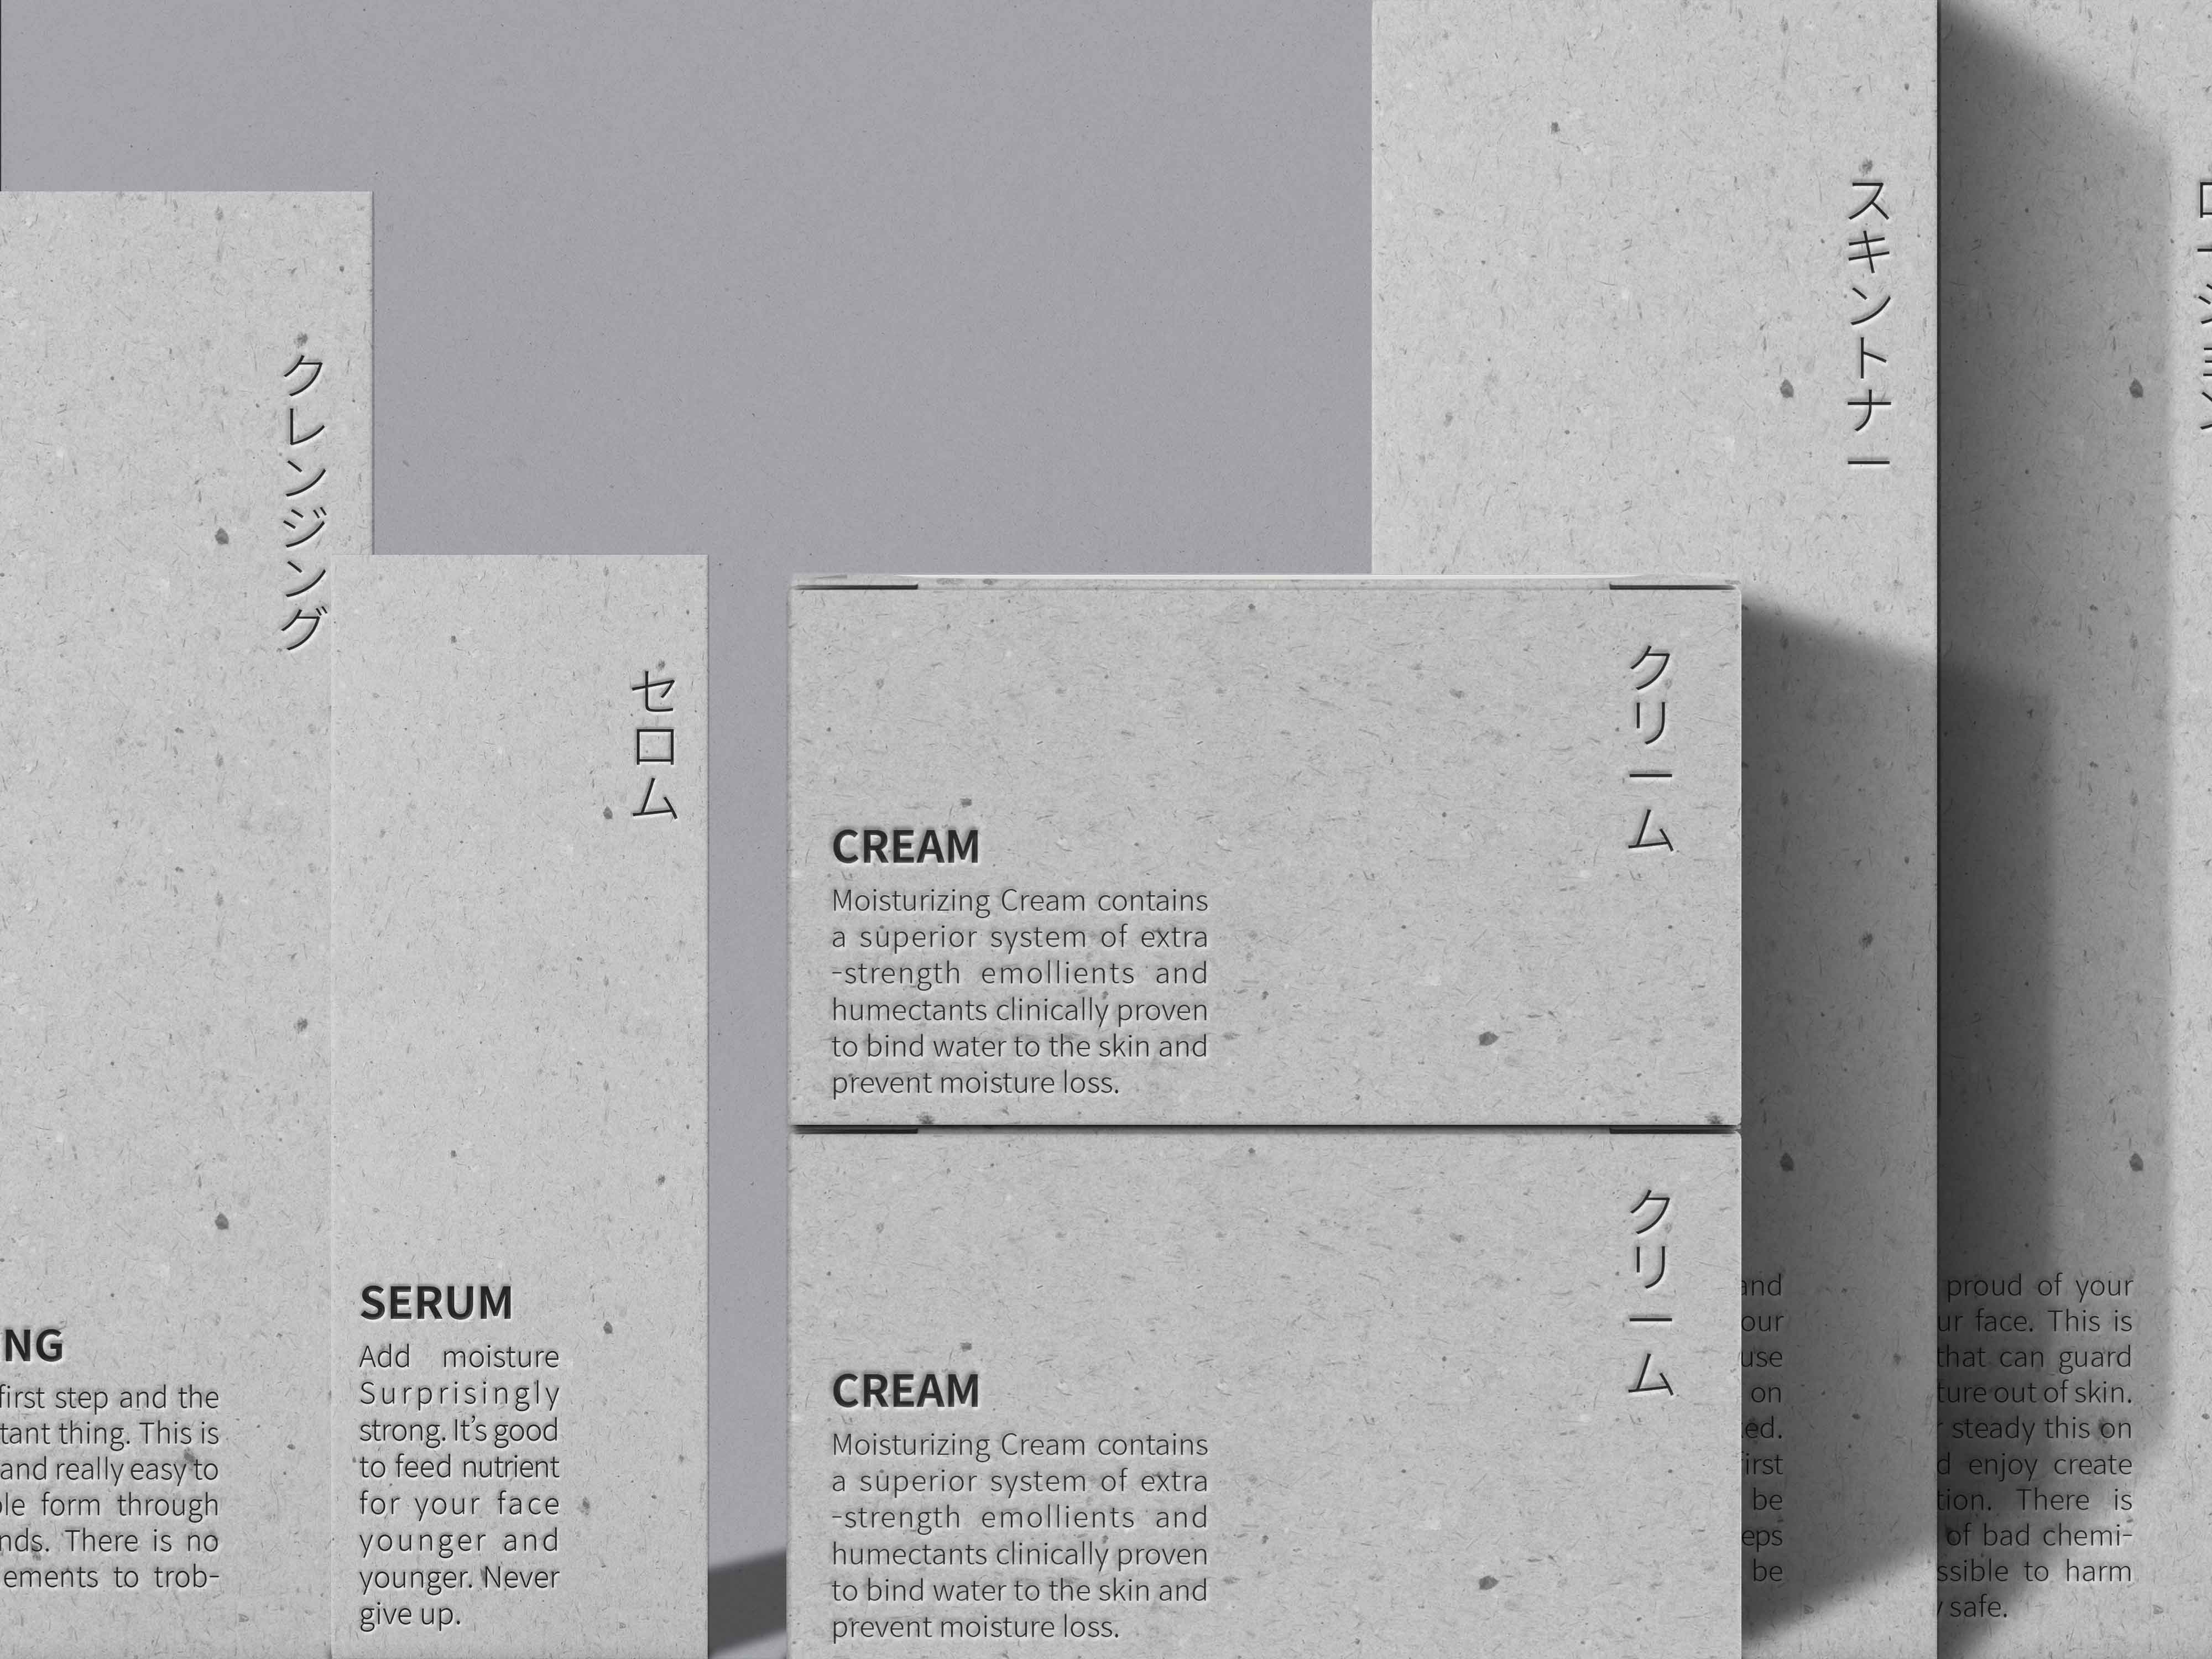 クレンジング
NG
first step and the
tant thing. This is
and really easy to
ple form through
nds. There is no
ements to trob-
セロム
SERUM
Add moisture
Surprisingly
strong. It’s good
to feed nutrient
for your face
younger and
younger. Never
give up.
クリーム
CREAM
Moisturizing Cream contains
a superior system of extra
-strength emollients and
humectants clinically proven
to bind water to the skin and
prevent moisture loss.
クリーム
CREAM
Moisturizing Cream contains
a superior system of extra
-strength emollients and
humectants clinically proven
to bind water to the skin and
prevent moisture loss.
スキントナー
and
our
use
on
ed.
first
be
eps
be
proud of your
ur face. This is
that can guard
ture out of skin.
steady this on
d enjoy create
tion. There is
of bad chemi-
ssible to harm
safe.